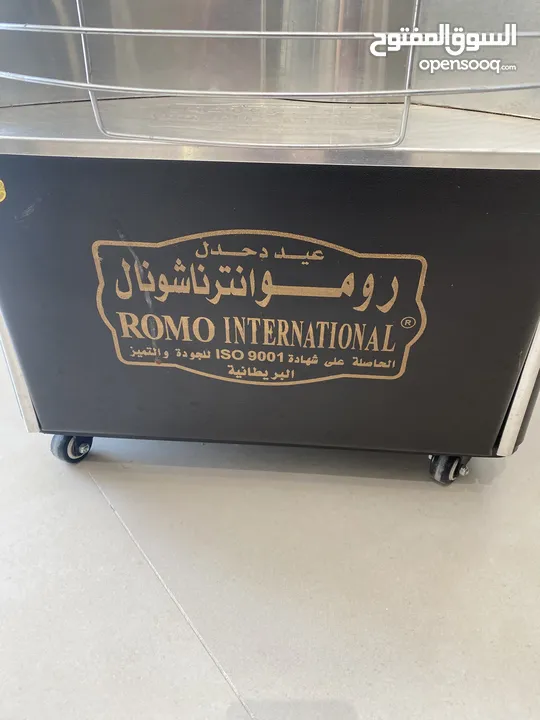 السوق المفتوح
opensooq.com
عيد دحدل
رومو انترناشونال
ROMO INTERNATIONAL ®
الحاصلة على شهادة ISO 9001 للجودة والتميز
البريطانية